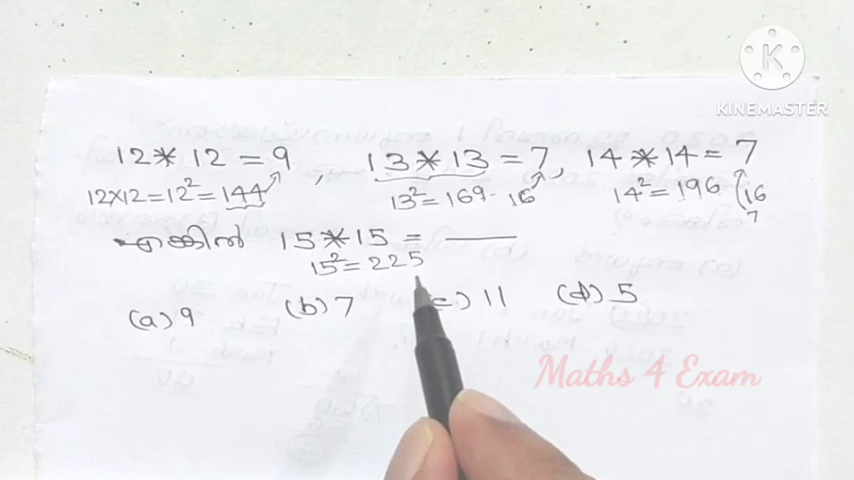 KINEMASTER
12 * 12 = 9 , 13 * 13 = 7 , 14 * 14 = 7
12×12=12²=144 13²=169 - 16 14²=196 (16
7
എങ്കിൽ 15 * 15 = ____
15²=225
(a) 9 (b) 7 c) 11 (d) 5
Maths 4 Exam